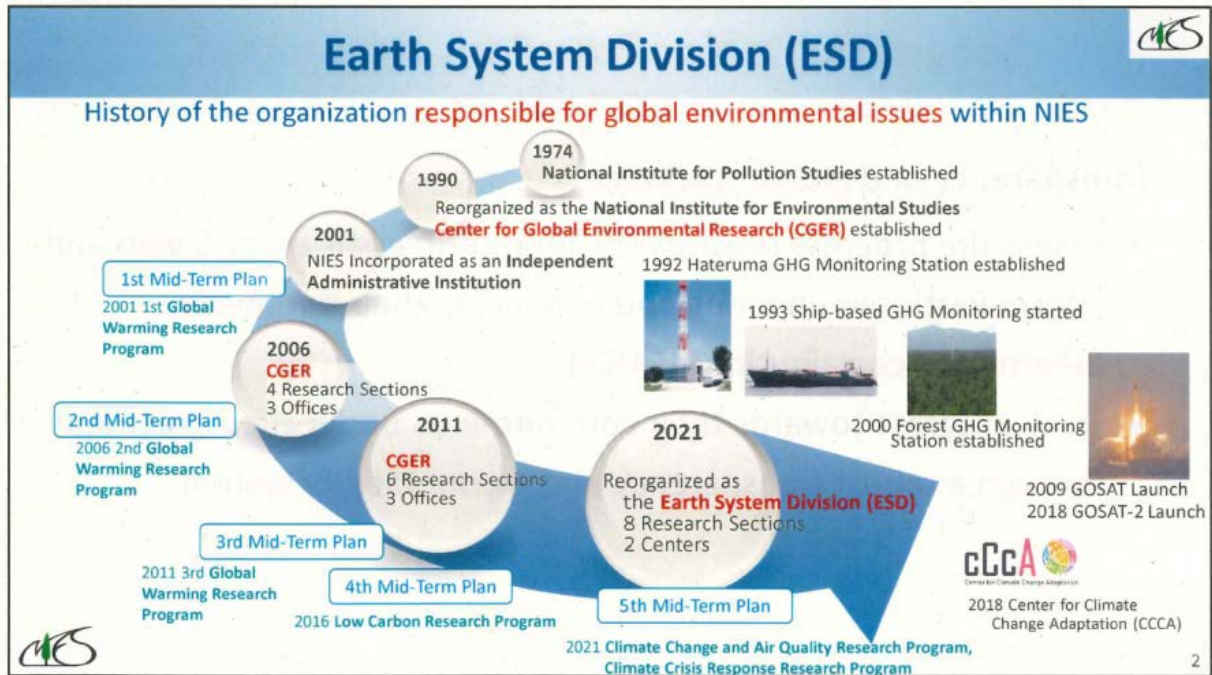 NIES
Earth System Division (ESD)
History of the organization responsible for global environmental issues within NIES
1974
National Institute for Pollution Studies established
1990
Reorganized as the National Institute for Environmental Studies
Center for Global Environmental Research (CGER) established
2001
NIES Incorporated as an Independent
Administrative Institution
1st Mid-Term Plan
2001 1st Global
Warming Research
Program
1992 Hateruma GHG Monitoring Station established
1993 Ship-based GHG Monitoring started
2000 Forest GHG Monitoring
Station established
2009 GOSAT Launch
2018 GOSAT-2 Launch
2006
CGER
4 Research Sections
3 Offices
2nd Mid-Term Plan
2006 2nd Global
Warming Research
Program
2011
CGER
6 Research Sections
3 Offices
3rd Mid-Term Plan
2011 3rd Global
Warming Research
Program
4th Mid-Term Plan
2016 Low Carbon Research Program
2021
Reorganized as
the Earth System Division (ESD)
8 Research Sections
2 Centers
5th Mid-Term Plan
2021 Climate Change and Air Quality Research Program,
Climate Crisis Response Research Program
CCCA
Center for Climate Change Adaptation
2018 Center for Climate
Change Adaptation (CCCA)
NIES
2